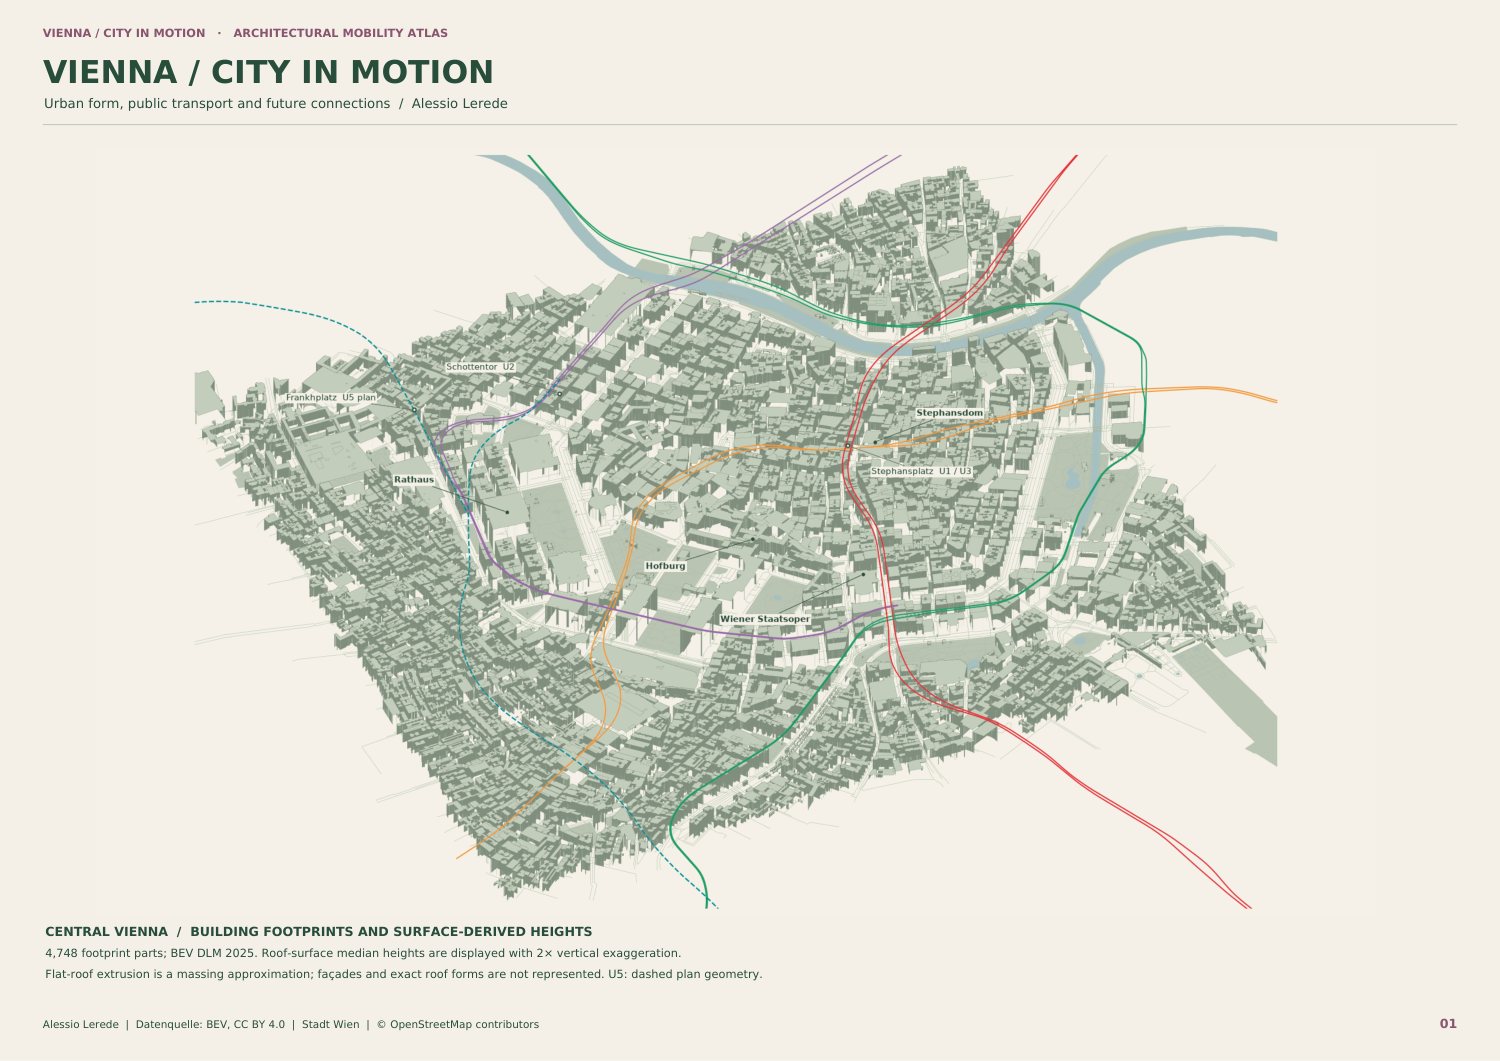 VIENNA / CITY IN MOTION · ARCHITECTURAL MOBILITY ATLAS
VIENNA / CITY IN MOTION
Urban form, public transport and future connections / Alessio Lerede
Schottentor U2
Frankhplatz U5 plan
Stephansdom
Stephansplatz U1 / U3
Rathaus
Hofburg
Wiener Staatsoper
CENTRAL VIENNA / BUILDING FOOTPRINTS AND SURFACE-DERIVED HEIGHTS
4,748 footprint parts; BEV DLM 2025. Roof-surface median heights are displayed with 2× vertical exaggeration.
Flat-roof extrusion is a massing approximation; façades and exact roof forms are not represented. U5: dashed plan geometry.
Alessio Lerede | Datenquelle: BEV, CC BY 4.0 | Stadt Wien | © OpenStreetMap contributors
01